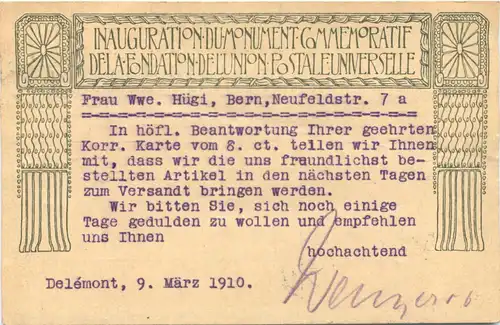 INAUGURATION·DU·MONUMENT·COMMEMORATIF
DE·LA·FONDATION·DE·L'UNION·POSTALE·UNIVERSELLE
Frau Wwe. Hügi, Bern,Neufeldstr. 7 a
In höfl. Beantwortung Ihrer geehrten
Korr. Karte vom 8. ct. teilen wir Ihnen
mit, dass wir die uns freundlichst be-
stellten Artikel in den nächsten Tagen
zum Versandt bringen werden.
Wir bitten Sie, sich noch einige
Tage gedulden zu wollen und empfehlen
uns Ihnen
hochachtend
Delémont, 9. März 1910.